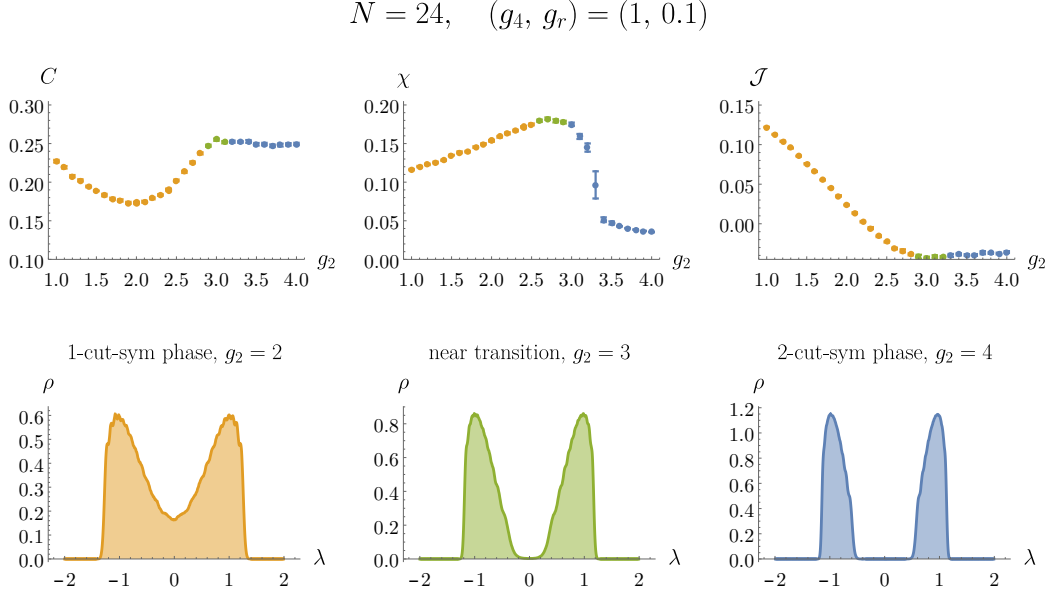 N = 24, (g₄, g_r) = (1, 0.1)
C
0.30
0.25
0.20
0.15
0.10
1.0 1.5 2.0 2.5 3.0 3.5 4.0
g₂
χ
0.20
0.15
0.10
0.05
0.00
1.0 1.5 2.0 2.5 3.0 3.5 4.0
g₂
𝒥
0.15
0.10
0.05
0.00
1.0 1.5 2.0 2.5 3.0 3.5 4.0
g₂
1-cut-sym phase, g₂ = 2
ρ
0.6
0.5
0.4
0.3
0.2
0.1
0.0
−2 −1 0 1 2
λ
near transition, g₂ = 3
ρ
0.8
0.6
0.4
0.2
0.0
−2 −1 0 1 2
λ
2-cut-sym phase, g₂ = 4
ρ
1.2
1.0
0.8
0.6
0.4
0.2
0.0
−2 −1 0 1 2
λ